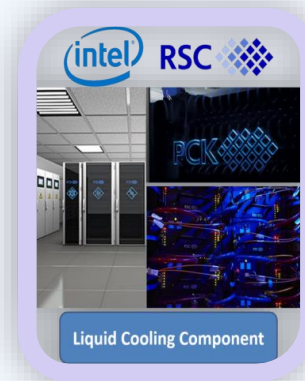 intel RSC
РСК
Liquid Cooling Component